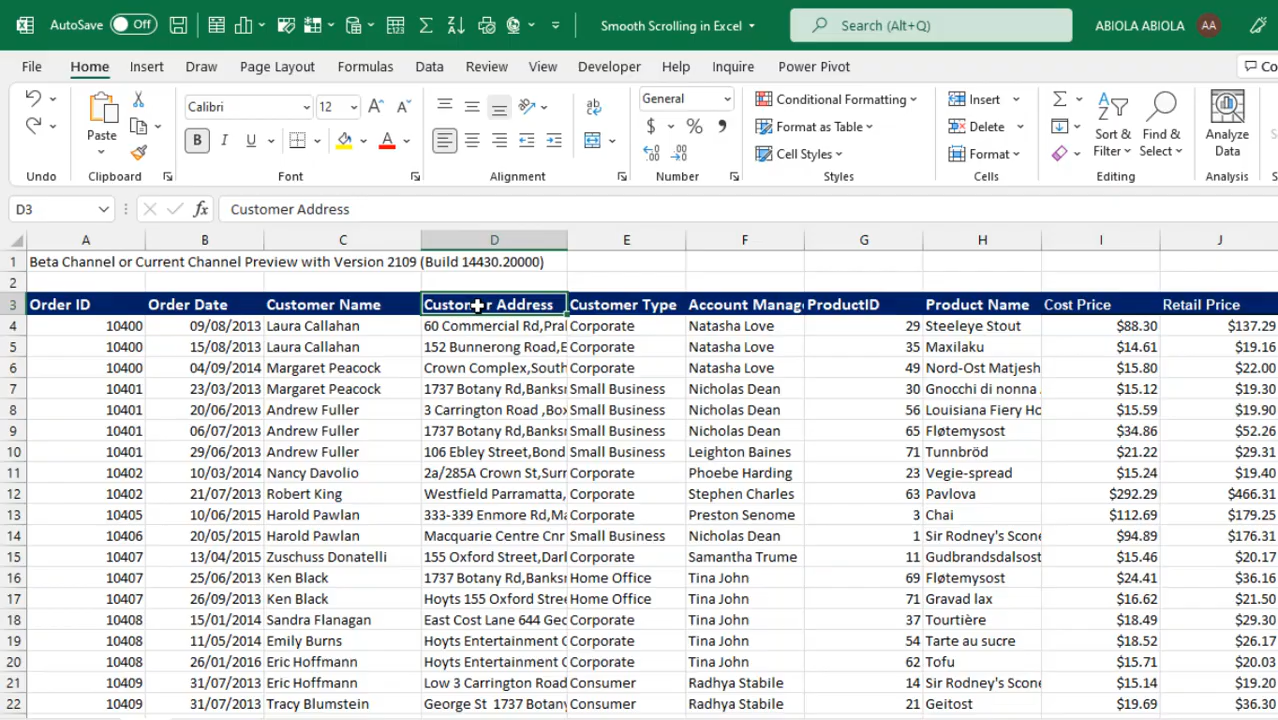 AutoSave Off Smooth Scrolling in Excel Search (Alt+Q) ABIOLA ABIOLA AA
File Home Insert Draw Page Layout Formulas Data Review View Developer Help Inquire Power Pivot Co
Paste
Calibri 12
B I U
General
$ % ,
Conditional Formatting
Format as Table
Cell Styles
Insert
Delete
Format
Sort & Filter
Find & Select
Analyze Data
Undo Clipboard Font Alignment Number Styles Cells Editing Analysis
D3 fx Customer Address
A B C D E F G H I J
1 Beta Channel or Current Channel Preview with Version 2109 (Build 14430.20000)
2
3 Order ID Order Date Customer Name Customer Address Customer Type Account Manag ProductID Product Name Cost Price Retail Price
4 10400 09/08/2013 Laura Callahan 60 Commercial Rd,Pral Corporate Natasha Love 29 Steeleye Stout $88.30 $137.29
5 10400 15/08/2013 Laura Callahan 152 Bunnerong Road,E Corporate Natasha Love 35 Maxilaku $14.61 $19.16
6 10400 04/09/2014 Margaret Peacock Crown Complex,South Corporate Natasha Love 49 Nord-Ost Matjesh $15.80 $22.00
7 10401 23/03/2013 Margaret Peacock 1737 Botany Rd,Banks Small Business Nicholas Dean 30 Gnocchi di nonna $15.12 $19.30
8 10401 20/06/2013 Andrew Fuller 3 Carrington Road ,Box Small Business Nicholas Dean 56 Louisiana Fiery Ho $15.59 $19.90
9 10401 06/07/2013 Andrew Fuller 1737 Botany Rd,Banks Small Business Nicholas Dean 65 Fløtemysost $34.86 $52.26
10 10401 29/06/2013 Andrew Fuller 106 Ebley Street,Bond Small Business Leighton Baines 71 Tunnbröd $21.22 $29.31
11 10402 10/03/2014 Nancy Davolio 2a/285A Crown St,Surr Corporate Phoebe Harding 23 Vegie-spread $15.24 $19.40
12 10402 21/07/2013 Robert King Westfield Parramatta, Corporate Stephen Charles 63 Pavlova $292.29 $466.31
13 10405 10/06/2015 Harold Pawlan 333-339 Enmore Rd,M Corporate Preston Senome 3 Chai $112.69 $179.25
14 10406 20/05/2015 Harold Pawlan Macquarie Centre Cnr Small Business Nicholas Dean 1 Sir Rodney's Scone $94.89 $176.31
15 10407 13/04/2015 Zuschuss Donatelli 155 Oxford Street,Darl Corporate Samantha Trume 11 Gudbrandsdalsost $15.46 $20.17
16 10407 25/06/2013 Ken Black 1737 Botany Rd,Banks Home Office Tina John 69 Fløtemysost $24.41 $36.16
17 10407 26/09/2013 Ken Black Hoyts 155 Oxford Stree Home Office Tina John 71 Gravad lax $16.62 $21.50
18 10408 15/01/2014 Sandra Flanagan East Cost Lane 644 Geo Corporate Tina John 37 Tourtière $18.49 $29.30
19 10408 11/05/2014 Emily Burns Hoyts Entertainment C Corporate Tina John 54 Tarte au sucre $18.52 $26.17
20 10408 26/01/2016 Eric Hoffmann Hoyts Entertainment C Corporate Tina John 62 Tofu $15.71 $20.03
21 10409 31/07/2013 Eric Hoffmann Low 3 Carrington Road Consumer Radhya Stabile 14 Sir Rodney's Scone $15.14 $19.20
22 10409 31/07/2013 Tracy Blumstein George St 1737 Botany Consumer Radhya Stabile 21 Geitost $19.69 $36.30